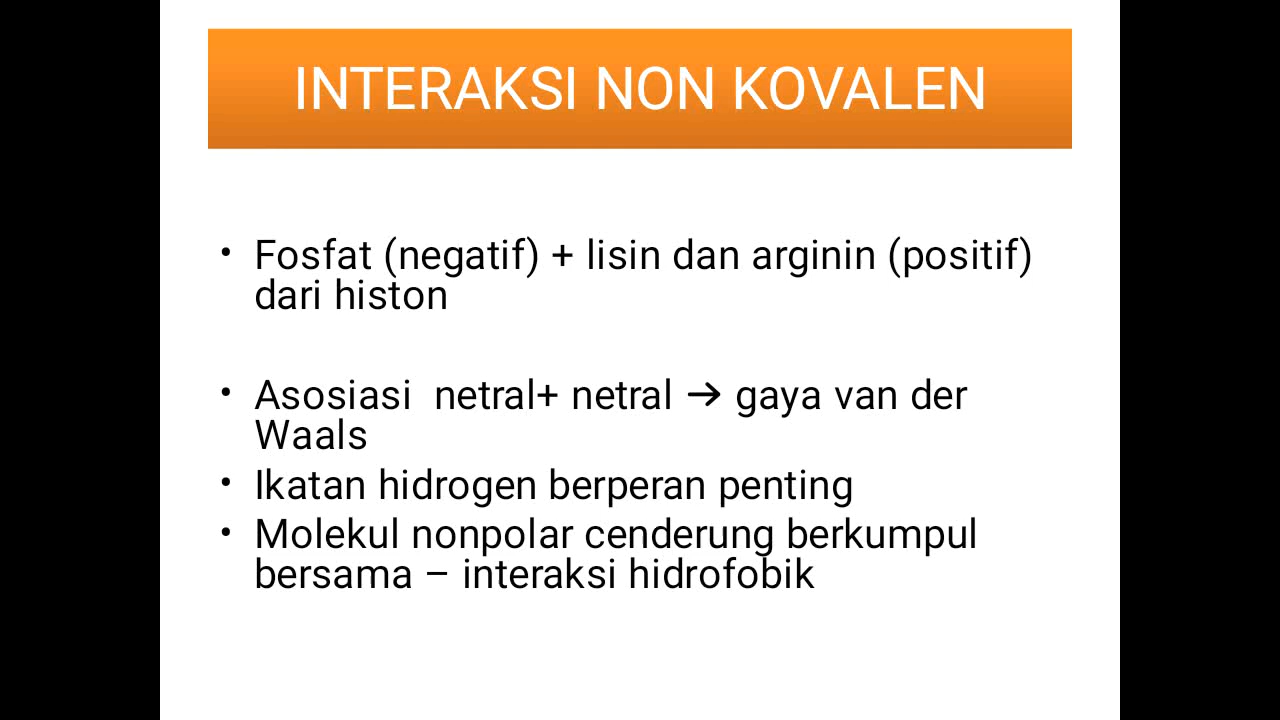 INTERAKSI NON KOVALEN
• Fosfat (negatif) + lisin dan arginin (positif)
dari histon
• Asosiasi  netral+ netral → gaya van der
Waals
• Ikatan hidrogen berperan penting
• Molekul nonpolar cenderung berkumpul
bersama – interaksi hidrofobik